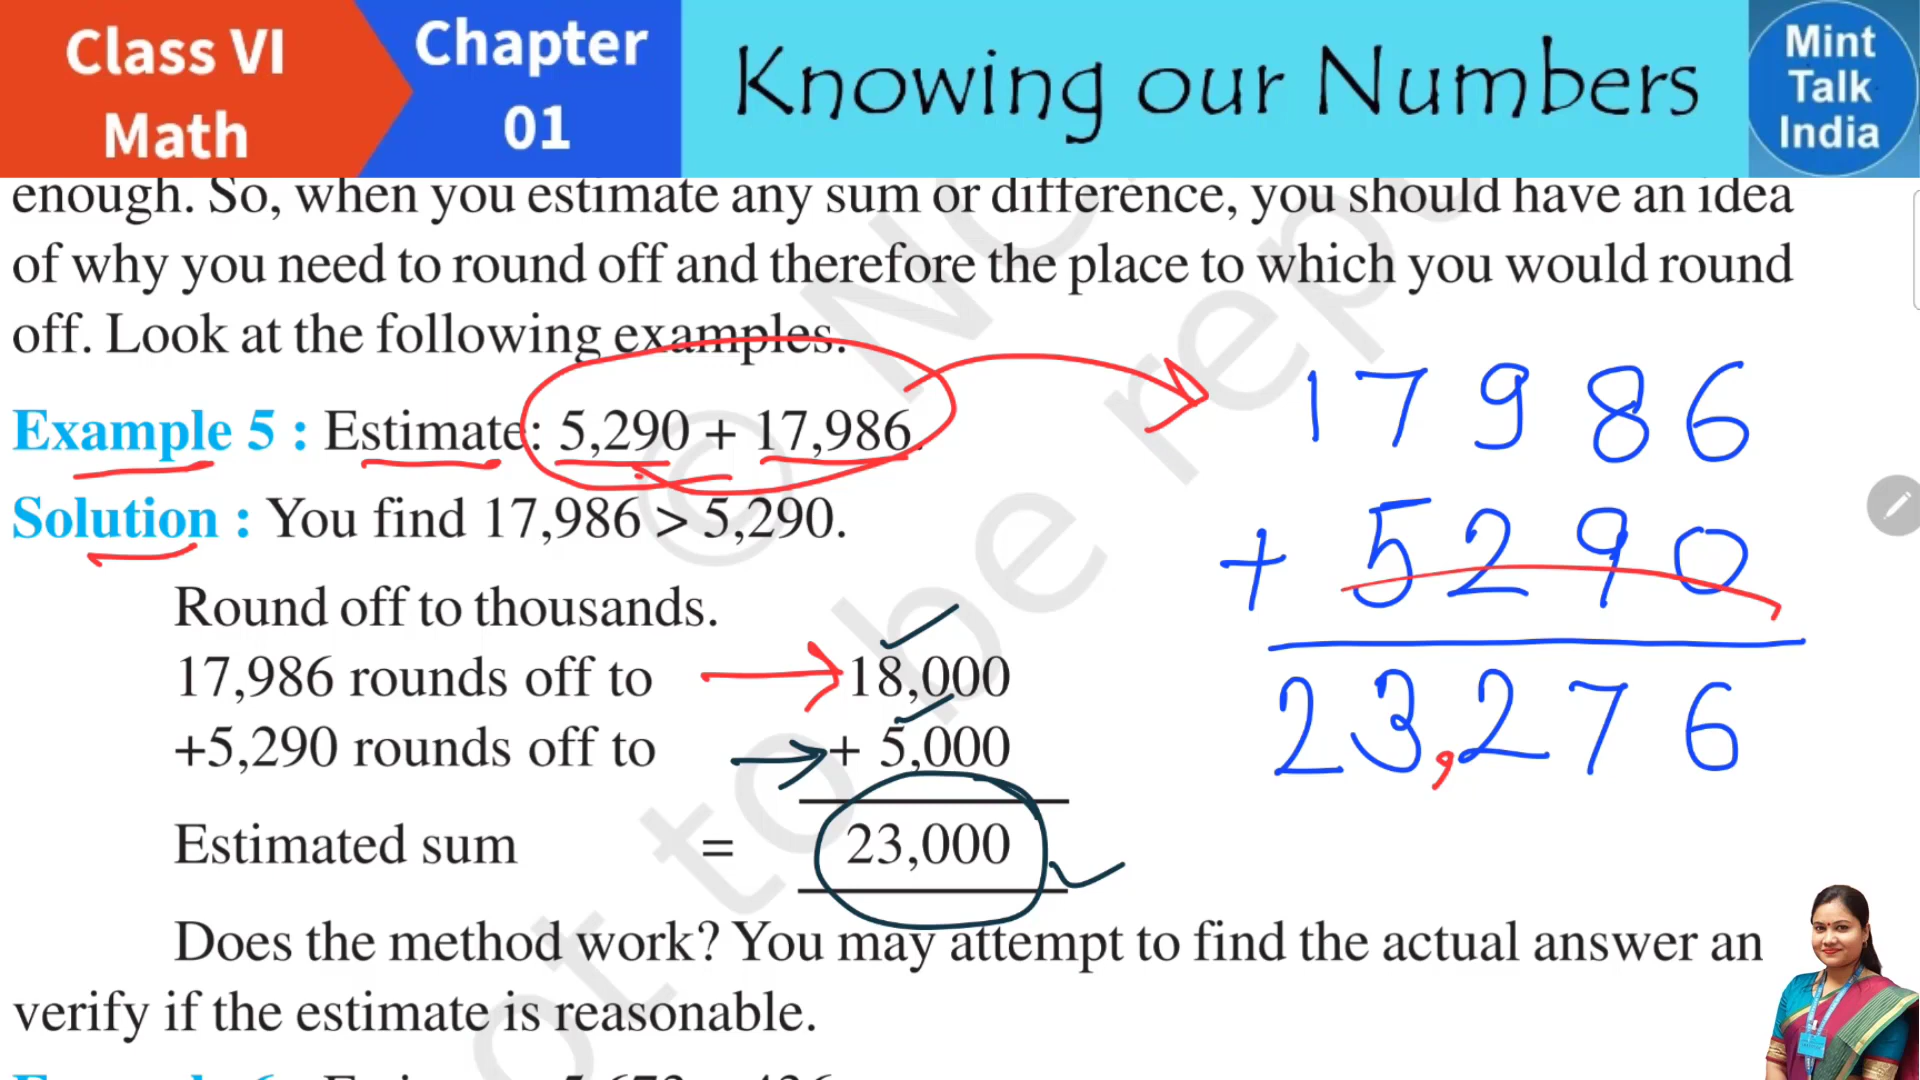 Class VI
Math
Chapter
01
Knowing our Numbers
Mint
Talk
India
enough. So, when you estimate any sum or difference, you should have an idea
of why you need to round off and therefore the place to which you would round
off. Look at the following examples.
Example 5 : Estimate: 5,290 + 17,986.
Solution : You find 17,986 > 5,290.
Round off to thousands.
17,986 rounds off to 18,000
+5,290 rounds off to + 5,000
Estimated sum = 23,000
Does the method work? You may attempt to find the actual answer an
verify if the estimate is reasonable.
17986
+ 5290
23,276
© NC
not to be rep